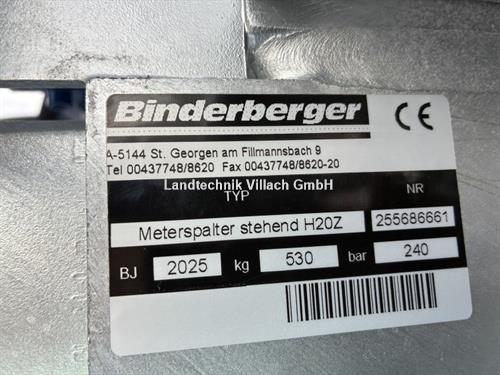 Binderberger CE
A-5144 St. Georgen am Fillmannsbach 9
Tel 00437748/8620 Fax 00437748/8620-20
Landtechnik Villach GmbH
TYP NR
Meterspalter stehend H20Z 255686661
BJ 2025 kg 530 bar 240